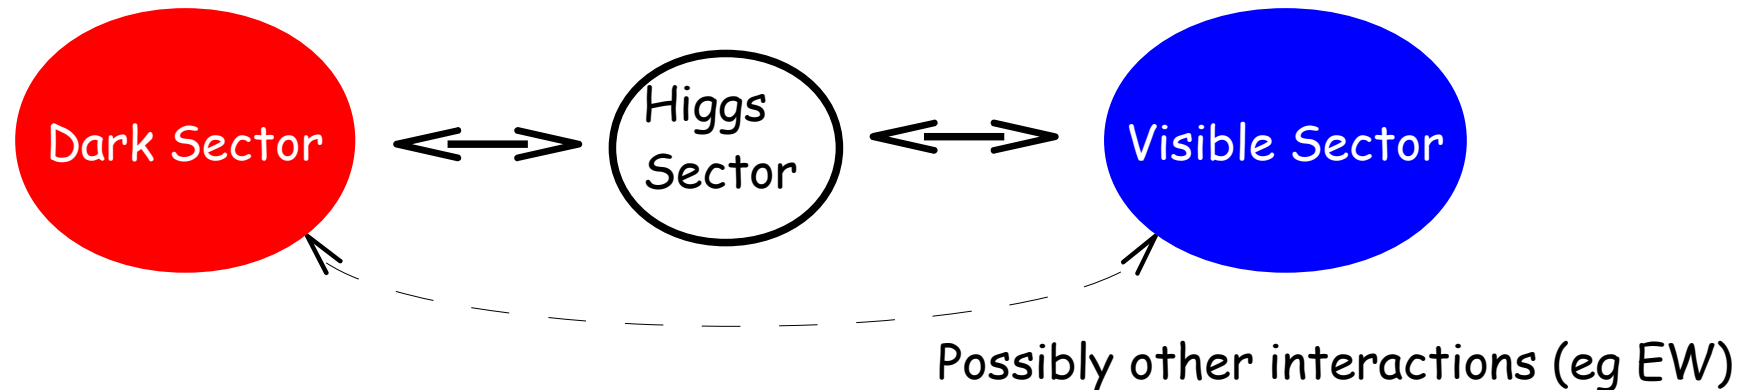 Dark Sector
Higgs
Sector
Visible Sector
Possibly other interactions (eg EW)